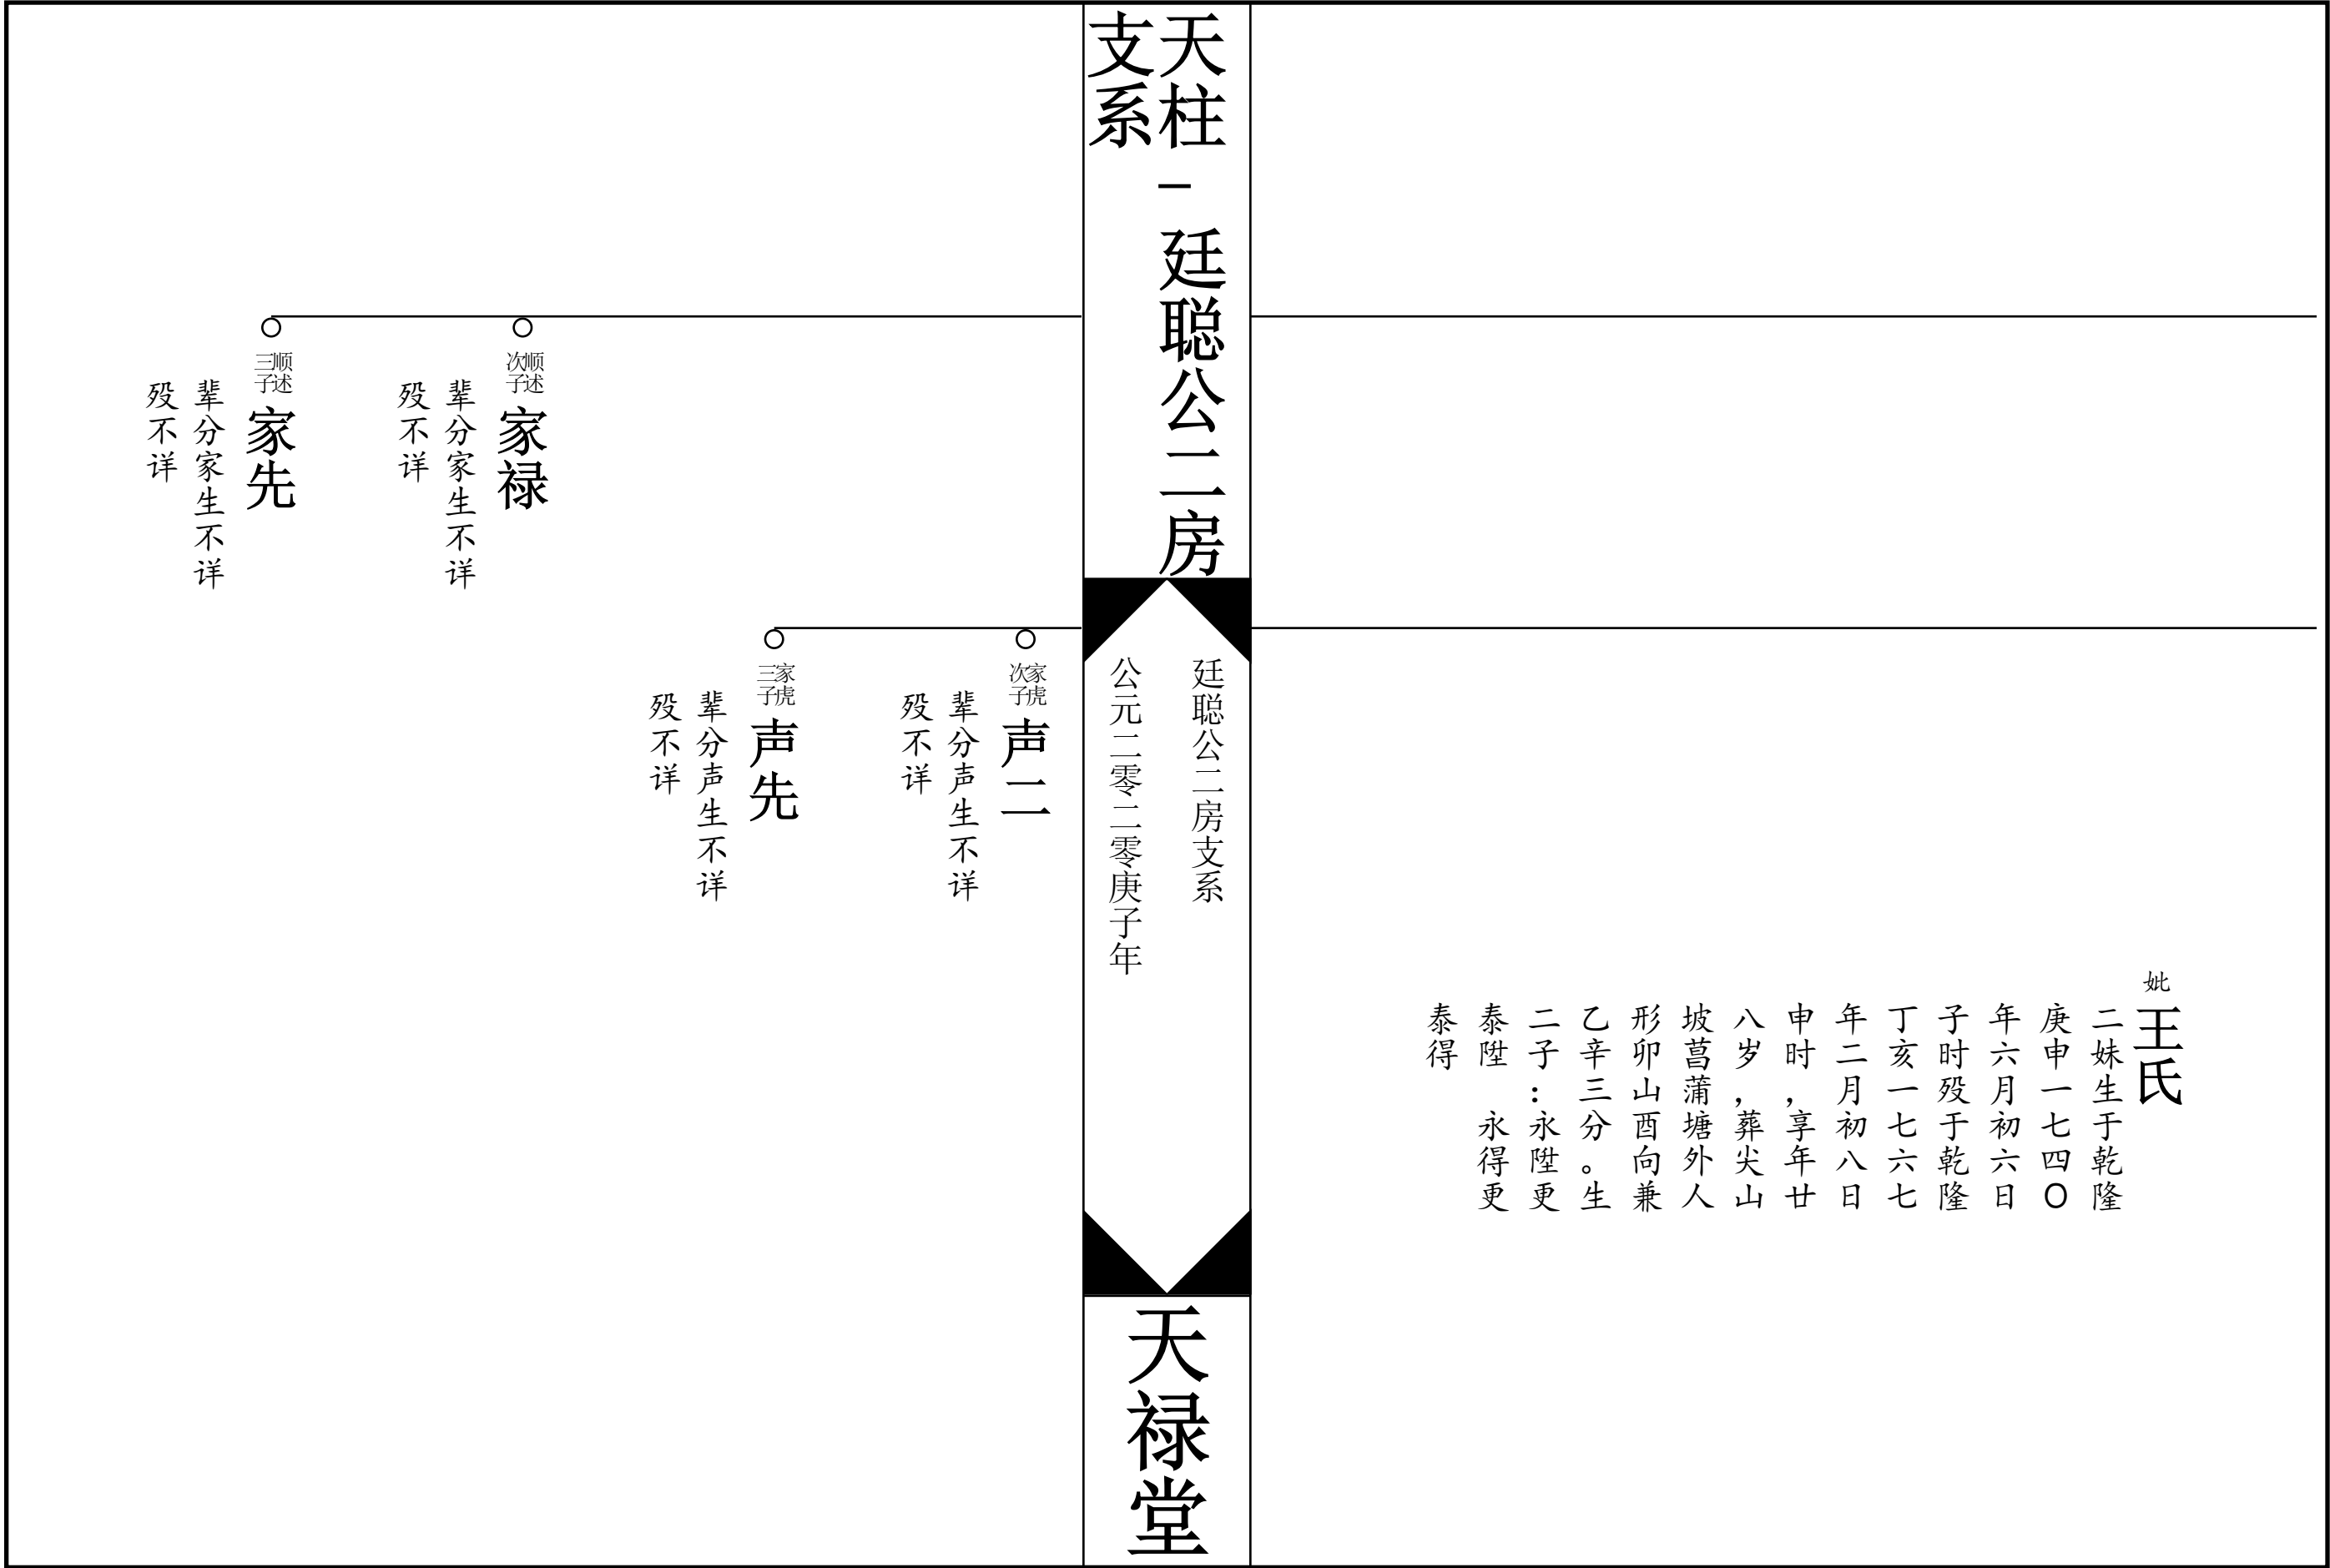 妣
王氏
二妹生于乾隆
庚申一七四〇
年六月初六日
子时殁于乾隆
丁亥一七六七
年二月初八日
申时，享年廿
八岁，葬尖山
坡菖蒲塘外人
形卯山酉向兼
乙辛三分。生
二子：永陞更
泰陞 永得更
泰得
天柱-廷聪公二房
支系
廷聪公二房支系
公元二零二零庚子年
天禄堂
家虎
次子
声二
辈分声生不详
殁不详
家虎
三子
声先
辈分声生不详
殁不详
顺述
次子
家禄
辈分家生不详
殁不详
顺述
三子
家先
辈分家生不详
殁不详